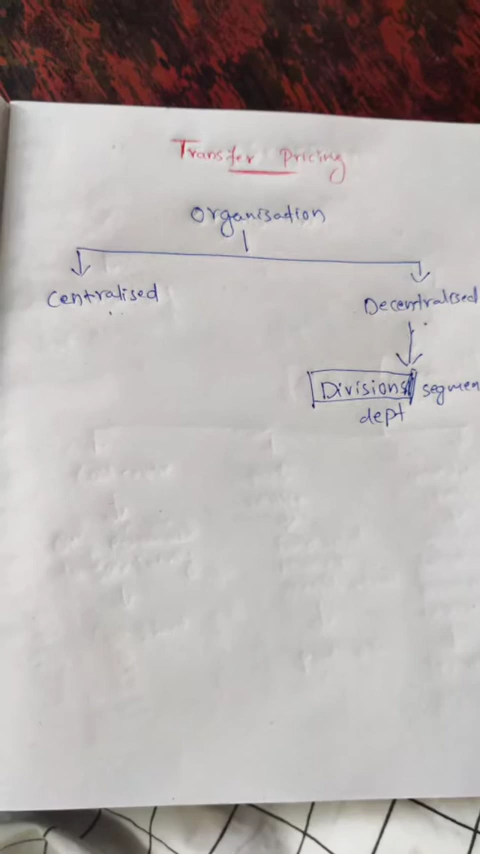 Transfer Pricing
Organisation
Centralised
Decentralised
Divisions segmen
dept